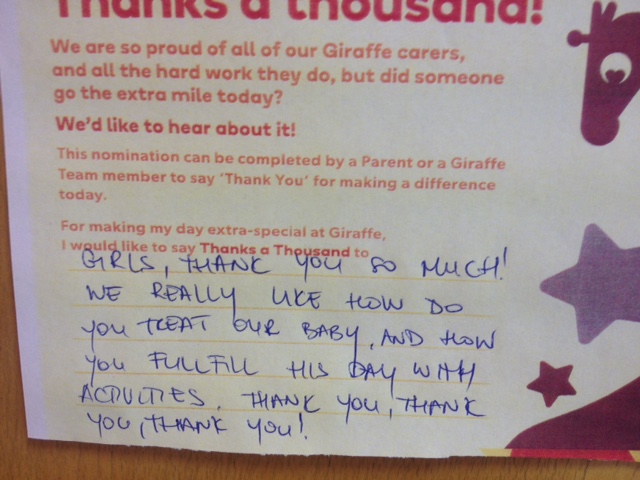 Thanks a thousand!
We are so proud of all of our Giraffe carers,
and all the hard work they do, but did someone
go the extra mile today?
We'd like to hear about it!
This nomination can be completed by a Parent or a Giraffe
Team member to say 'Thank You' for making a difference
today.
For making my day extra-special at Giraffe,
I would like to say Thanks a Thousand to
GIRLS, THANK YOU SO MUCH!
WE REALLY LIKE HOW DO
YOU TREAT OUR BABY, AND HOW
YOU FULLFILL HIS DAY WITH
ACTIVITIES. THANK YOU, THANK
YOU, THANK YOU!